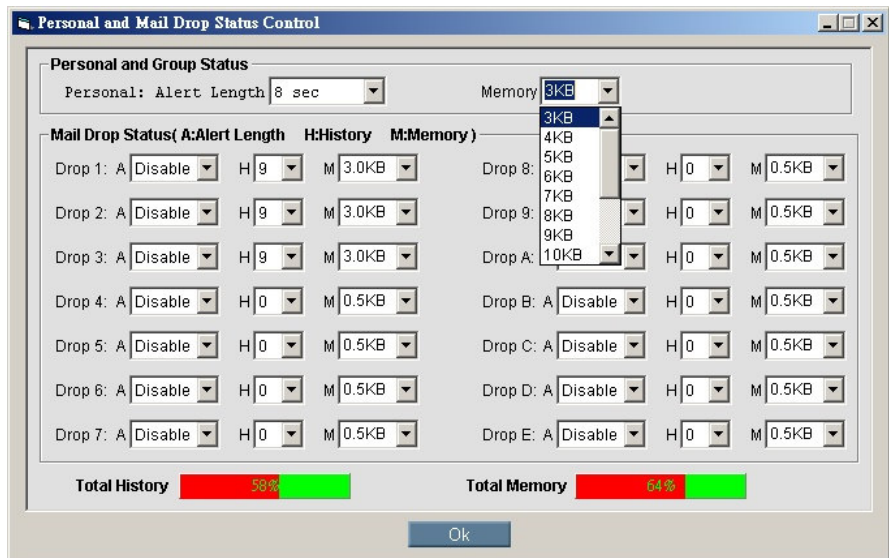 Personal and Mail Drop Status Control
Personal and Group Status
Personal: Alert Length 8 sec Memory 3KB
3KB
4KB
5KB
6KB
7KB
8KB
9KB
10KB
Mail Drop Status( A:Alert Length H:History M:Memory )
Drop 1: A Disable H 9 M 3.0KB Drop 8: H 0 M 0.5KB
Drop 2: A Disable H 9 M 3.0KB Drop 9: H 0 M 0.5KB
Drop 3: A Disable H 9 M 3.0KB Drop A: H 0 M 0.5KB
Drop 4: A Disable H 0 M 0.5KB Drop B: A Disable H 0 M 0.5KB
Drop 5: A Disable H 0 M 0.5KB Drop C: A Disable H 0 M 0.5KB
Drop 6: A Disable H 0 M 0.5KB Drop D: A Disable H 0 M 0.5KB
Drop 7: A Disable H 0 M 0.5KB Drop E: A Disable H 0 M 0.5KB
Total History 58% Total Memory 64%
Ok